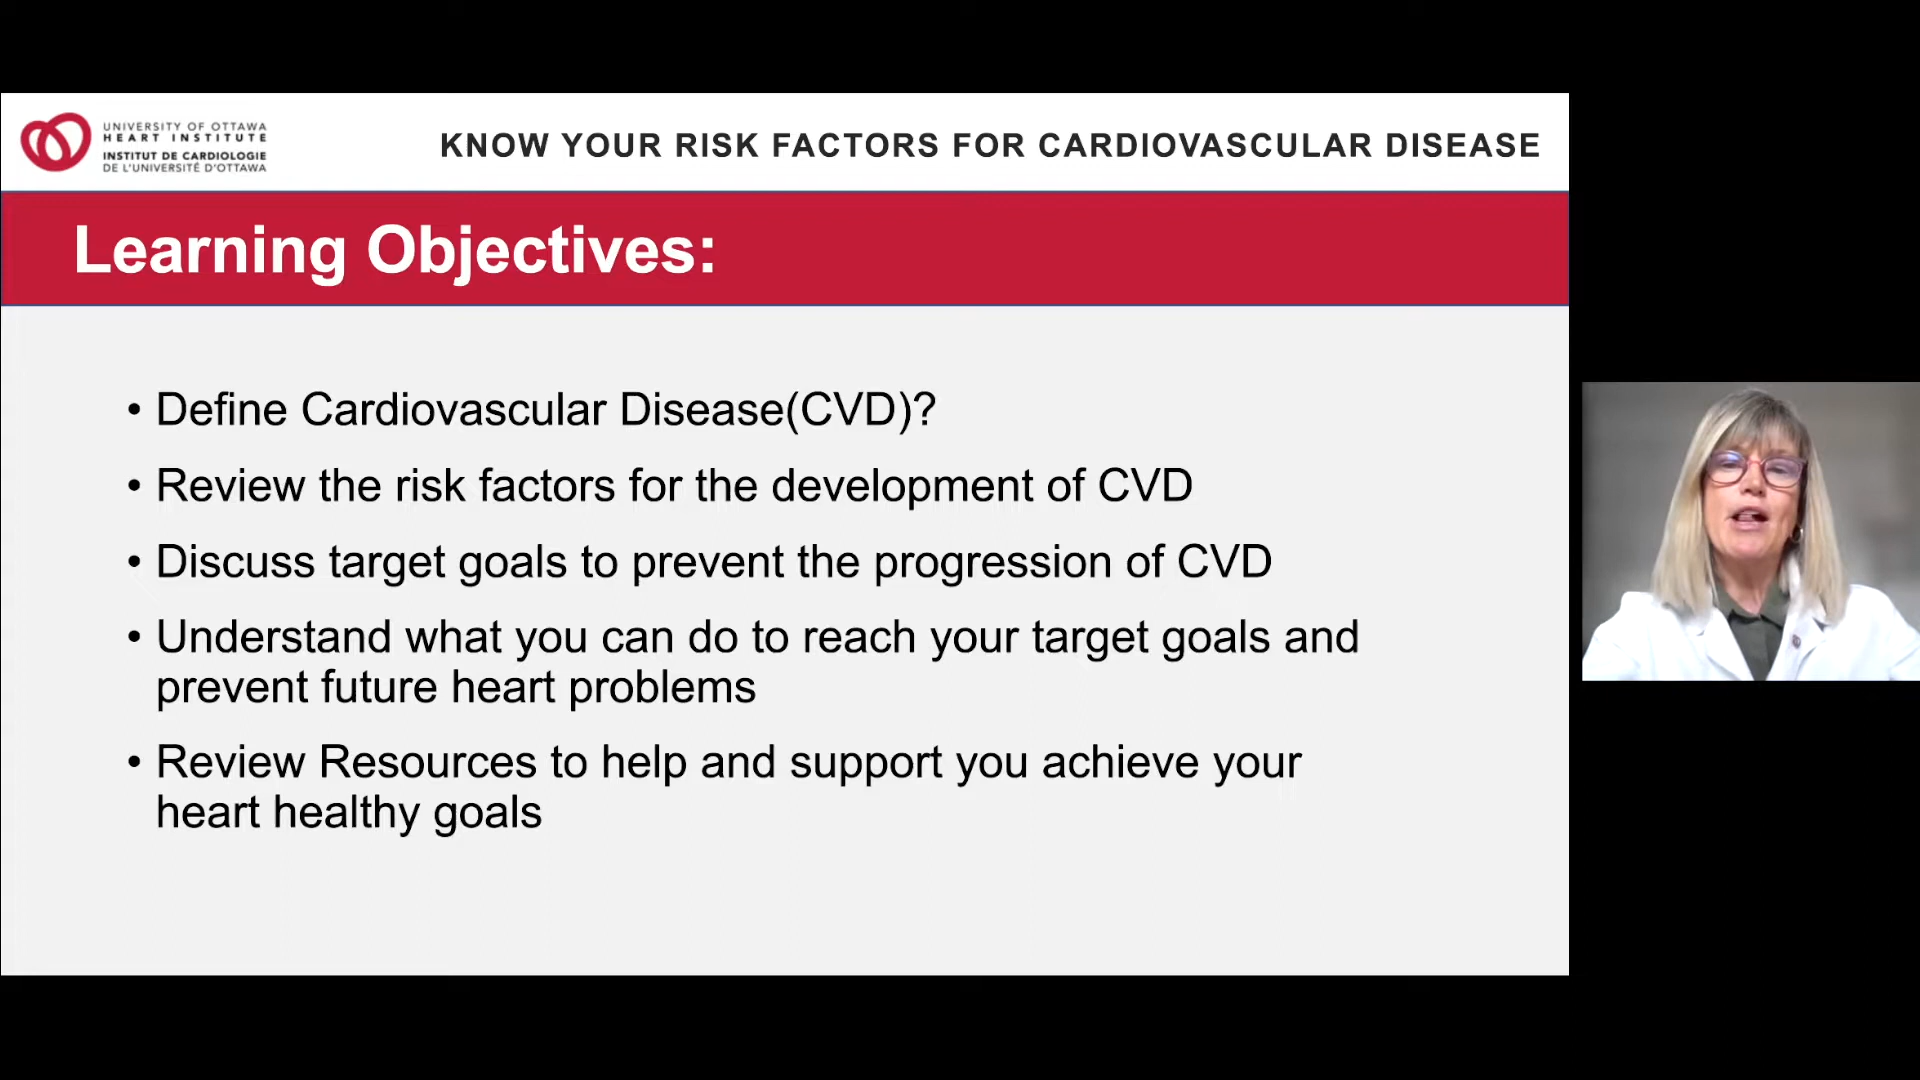 UNIVERSITY OF OTTAWA
HEART INSTITUTE
INSTITUT DE CARDIOLOGIE
DE L'UNIVERSITÉ D'OTTAWA
KNOW YOUR RISK FACTORS FOR CARDIOVASCULAR DISEASE
Learning Objectives:
• Define Cardiovascular Disease(CVD)?
• Review the risk factors for the development of CVD
• Discuss target goals to prevent the progression of CVD
• Understand what you can do to reach your target goals and
prevent future heart problems
• Review Resources to help and support you achieve your
heart healthy goals